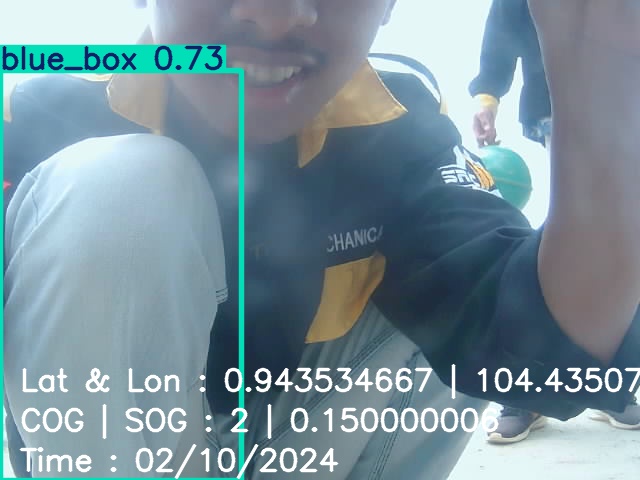 blue_box 0.73
CHANICA
Lat & Lon : 0.943534667 | 104.43507
COG | SOG : 2 | 0.150000006
Time : 02/10/2024